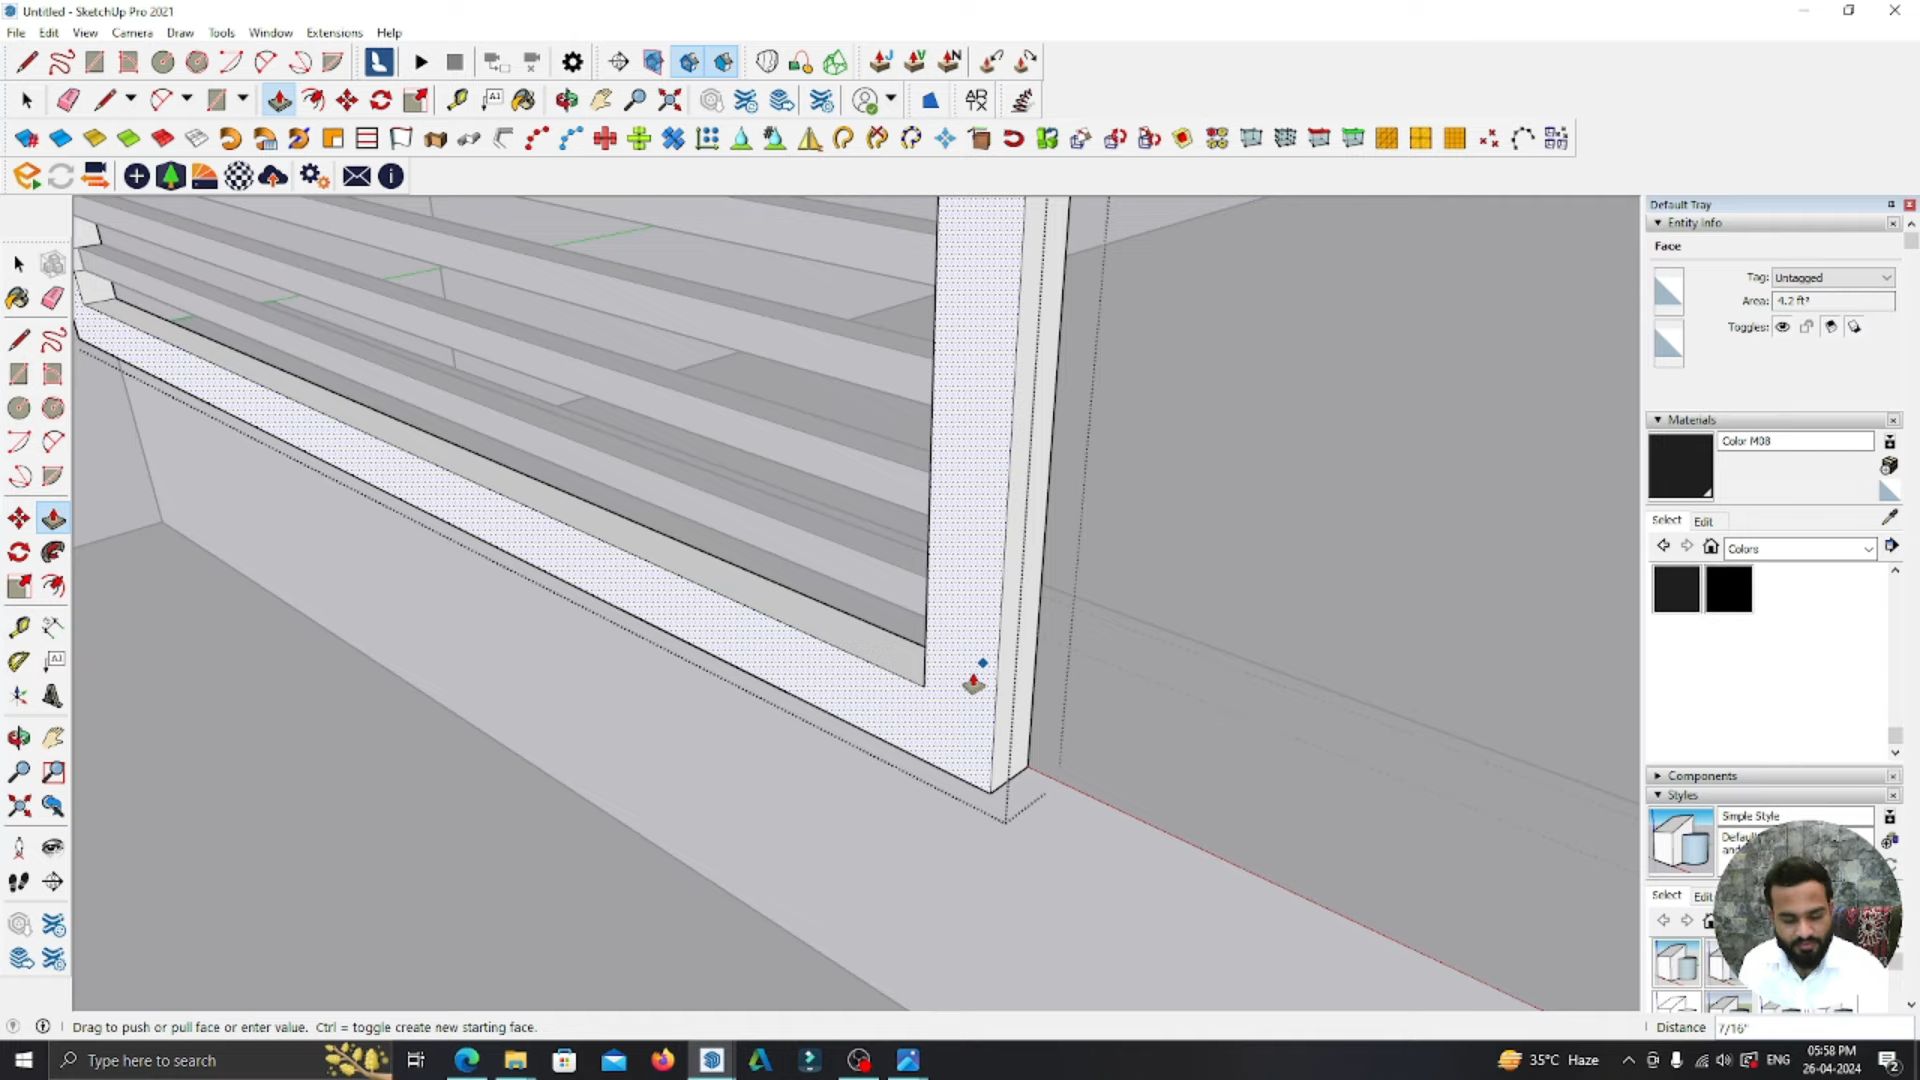 Untitled - SketchUp Pro 2021
File Edit View Camera Draw Tools Window Extensions Help
Default Tray
Entity Info
Face
Tag: Untagged
Area: 4.2 ft²
Toggles:
Materials
Color M08
Select Edit
Colors
Components
Styles
Simple Style
Select
Drag to push or pull face or enter value. Ctrl = toggle create new starting face.
Distance 7/16"
Type here to search
35°C Haze
ENG
05:58 PM
26-04-2024
2